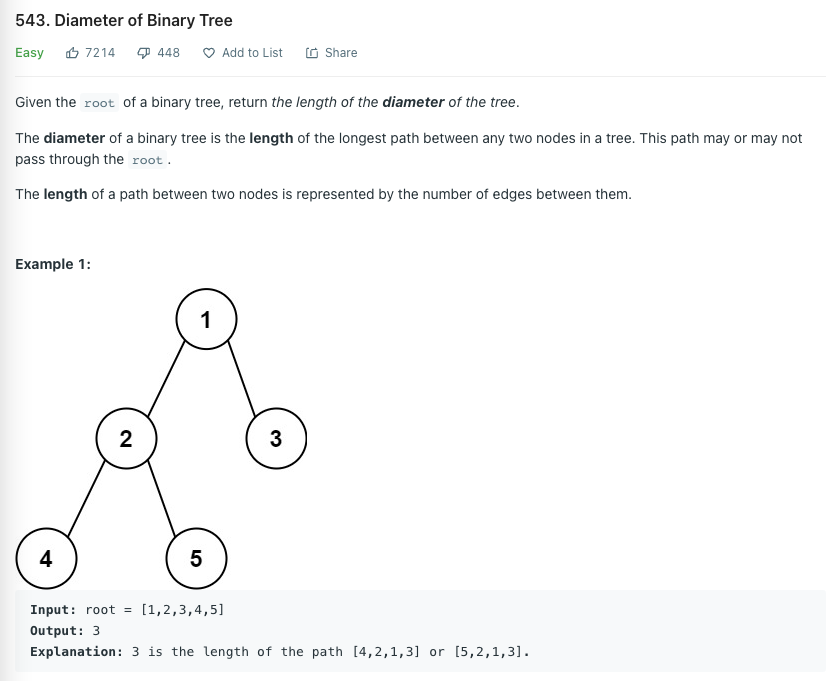 543. Diameter of Binary Tree
Easy 7214 448 Add to List Share
Given the root of a binary tree, return the length of the diameter of the tree.
The diameter of a binary tree is the length of the longest path between any two nodes in a tree. This path may or may not
pass through the root .
The length of a path between two nodes is represented by the number of edges between them.
Example 1:
1
2 3
4 5
Input: root = [1,2,3,4,5]
Output: 3
Explanation: 3 is the length of the path [4,2,1,3] or [5,2,1,3].